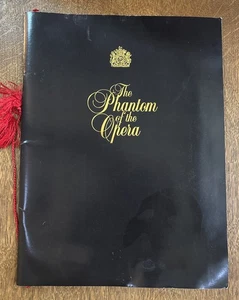 The
Phantom
of the
Opera